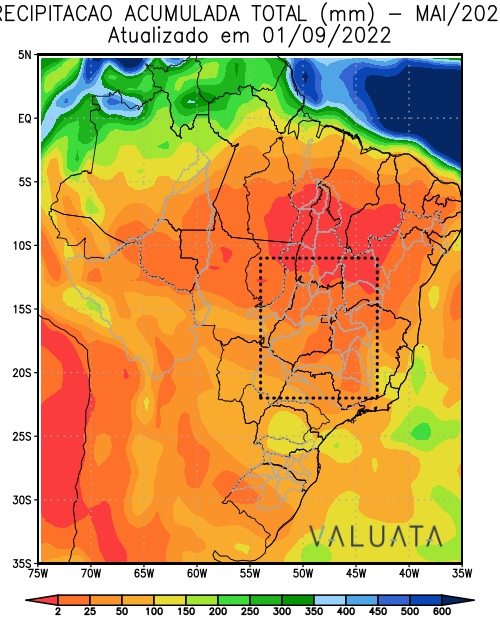 RECIPITACAO ACUMULADA TOTAL (mm) – MAI/202
Atualizado em 01/09/2022
5N
EQ
5S
10S
15S
20S
25S
30S
35S
75W 70W 65W 60W 55W 50W 45W 40W 35W
VALUATA
2 25 50 100 150 200 250 300 350 400 450 500 600